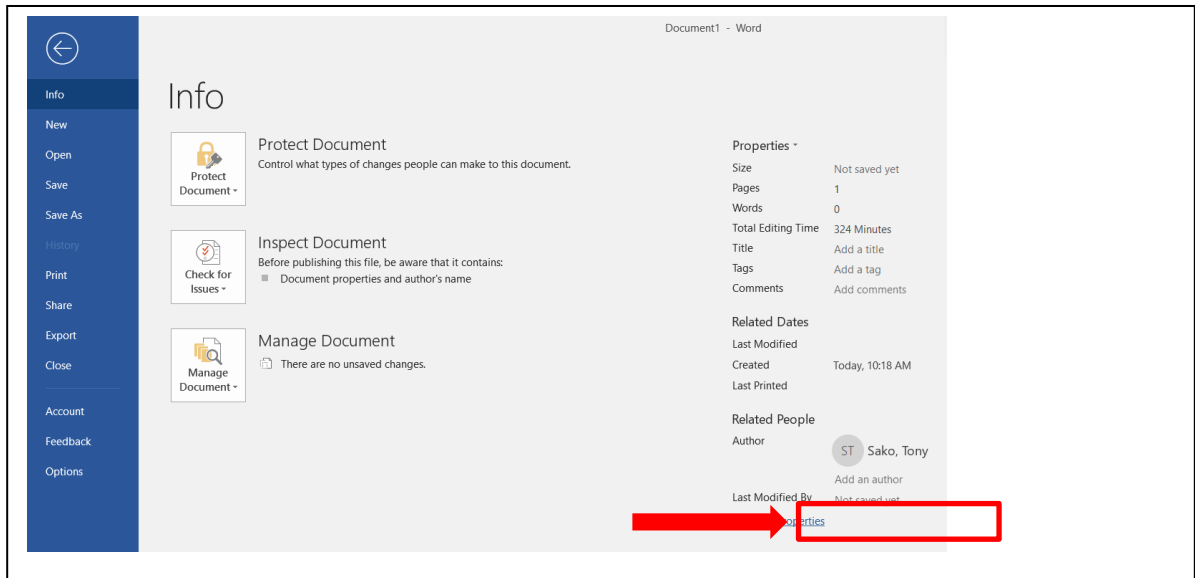 Document1 - Word
Info
New
Open
Save
Save As
History
Print
Share
Export
Close
Account
Feedback
Options
Info
Protect Document
Protect Document
Control what types of changes people can make to this document.
Check for Issues
Inspect Document
Before publishing this file, be aware that it contains:
Document properties and author's name
Manage Document
Manage Document
There are no unsaved changes.
Properties
Size Not saved yet
Pages 1
Words 0
Total Editing Time 324 Minutes
Title Add a title
Tags Add a tag
Comments Add comments
Related Dates
Last Modified
Created Today, 10:18 AM
Last Printed
Related People
Author ST Sako, Tony
Add an author
Last Modified By Not saved yet